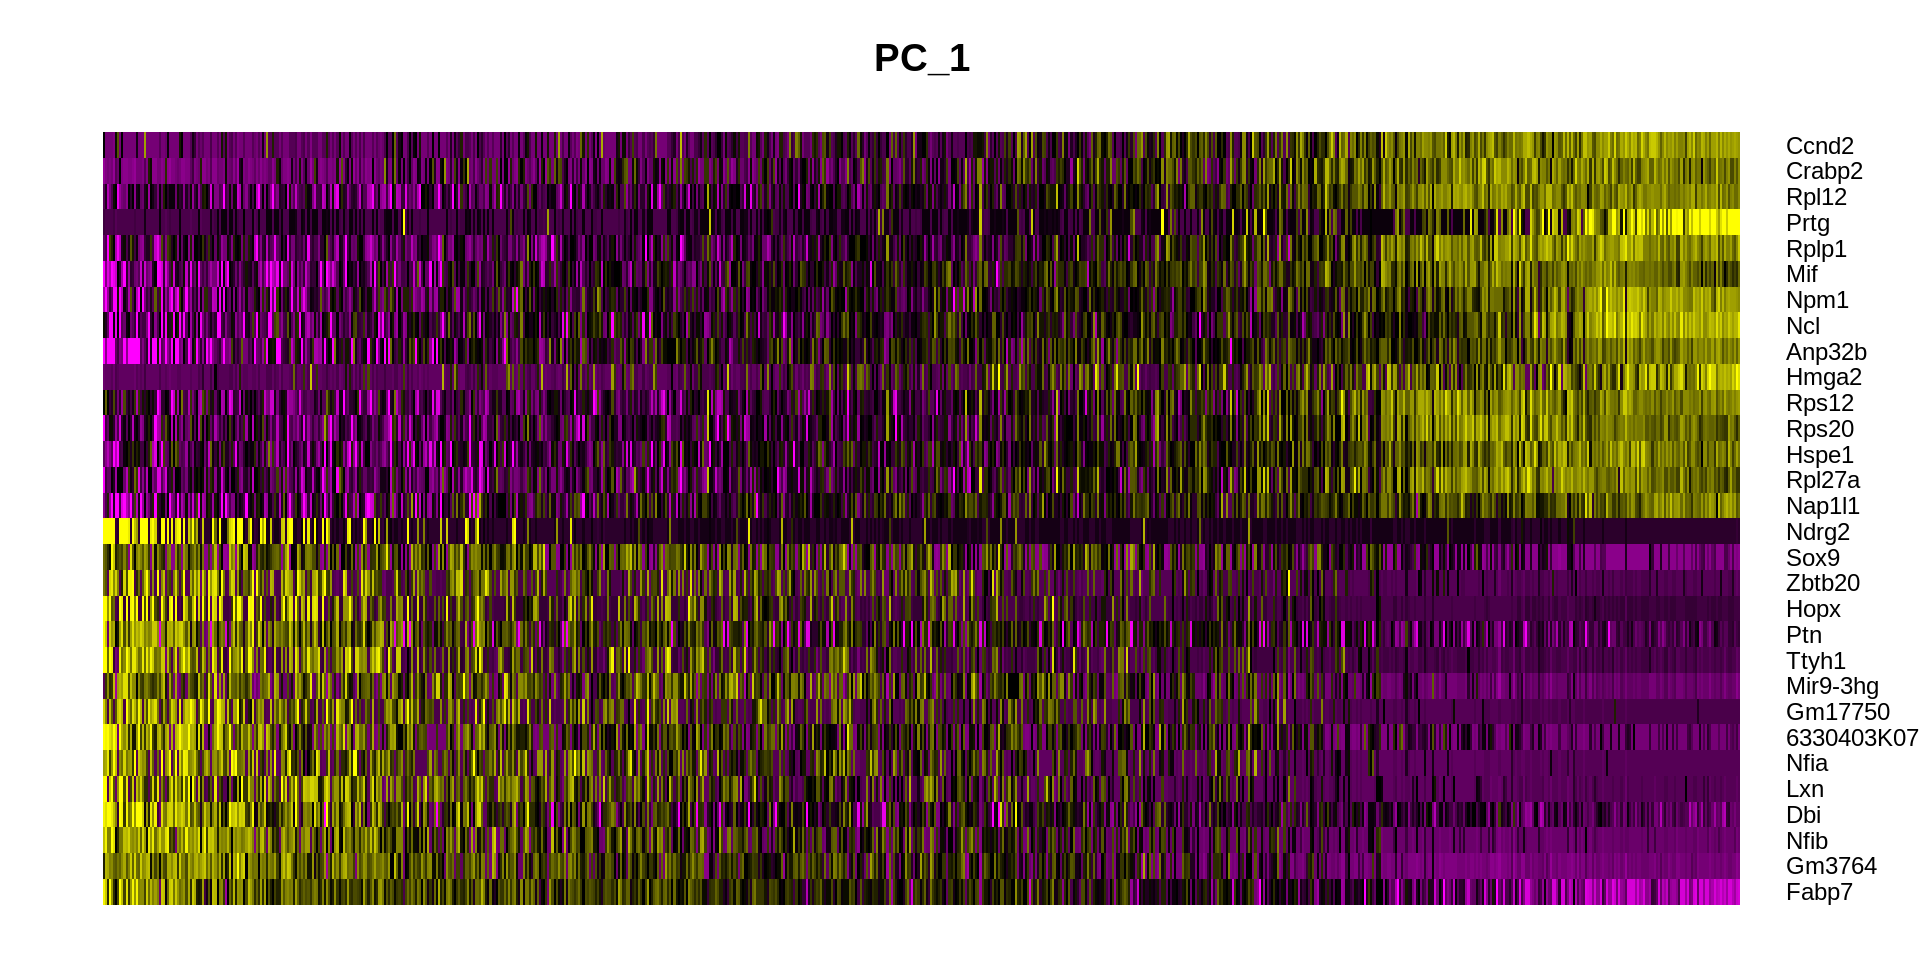 PC_1
Ccnd2
Crabp2
Rpl12
Prtg
Rplp1
Mif
Npm1
Ncl
Anp32b
Hmga2
Rps12
Rps20
Hspe1
Rpl27a
Nap1l1
Ndrg2
Sox9
Zbtb20
Hopx
Ptn
Ttyh1
Mir9-3hg
Gm17750
6330403K07
Nfia
Lxn
Dbi
Nfib
Gm3764
Fabp7